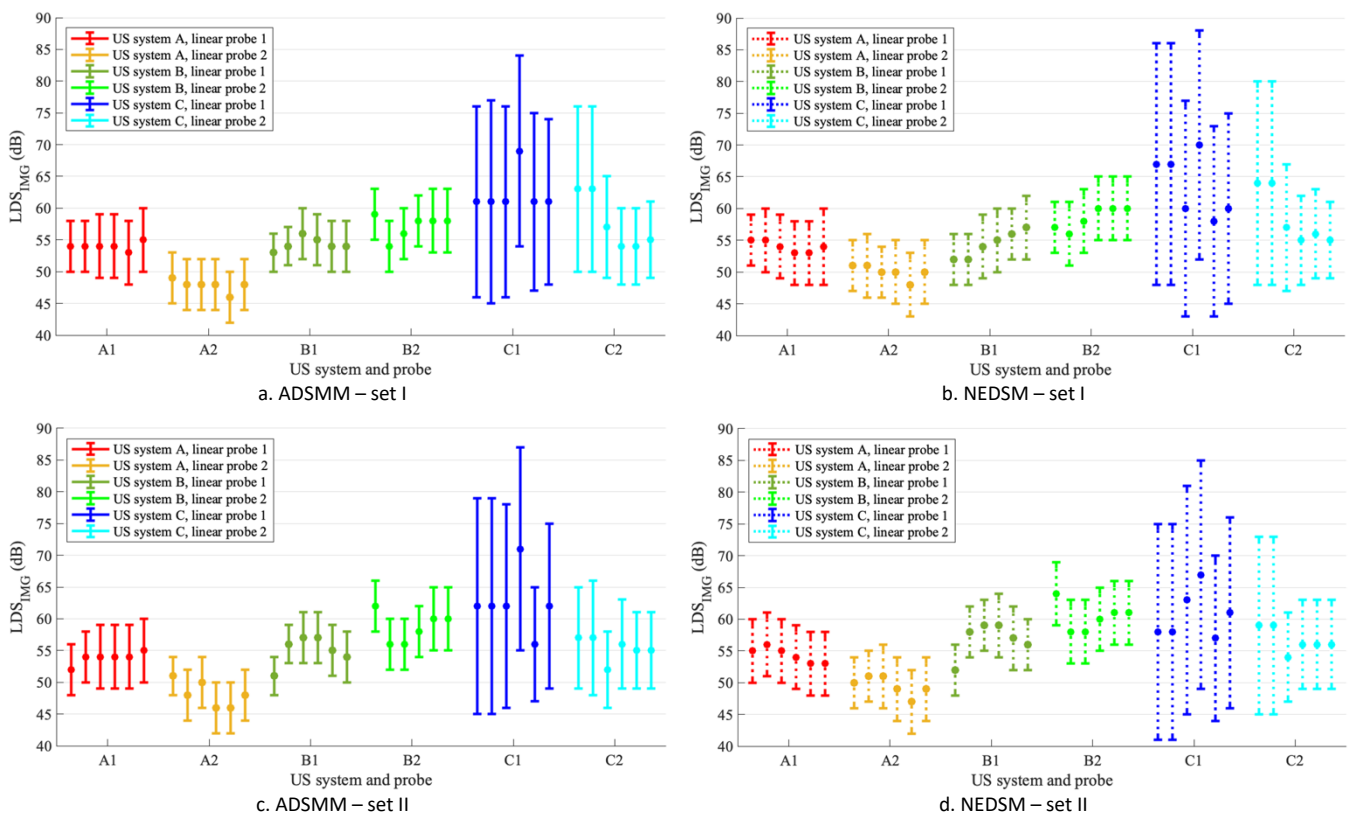 90
85
80
75
70
65
60
55
50
45
40
LDS_IMG (dB)
US system A, linear probe 1
US system A, linear probe 2
US system B, linear probe 1
US system B, linear probe 2
US system C, linear probe 1
US system C, linear probe 2
A1 A2 B1 B2 C1 C2
US system and probe
a. ADSMM – set I
90
85
80
75
70
65
60
55
50
45
40
LDS_IMG (dB)
US system A, linear probe 1
US system A, linear probe 2
US system B, linear probe 1
US system B, linear probe 2
US system C, linear probe 1
US system C, linear probe 2
A1 A2 B1 B2 C1 C2
US system and probe
b. NEDSM – set I
90
85
80
75
70
65
60
55
50
45
40
LDS_IMG (dB)
US system A, linear probe 1
US system A, linear probe 2
US system B, linear probe 1
US system B, linear probe 2
US system C, linear probe 1
US system C, linear probe 2
A1 A2 B1 B2 C1 C2
US system and probe
c. ADSMM – set II
90
85
80
75
70
65
60
55
50
45
40
LDS_IMG (dB)
US system A, linear probe 1
US system A, linear probe 2
US system B, linear probe 1
US system B, linear probe 2
US system C, linear probe 1
US system C, linear probe 2
A1 A2 B1 B2 C1 C2
US system and probe
d. NEDSM – set II